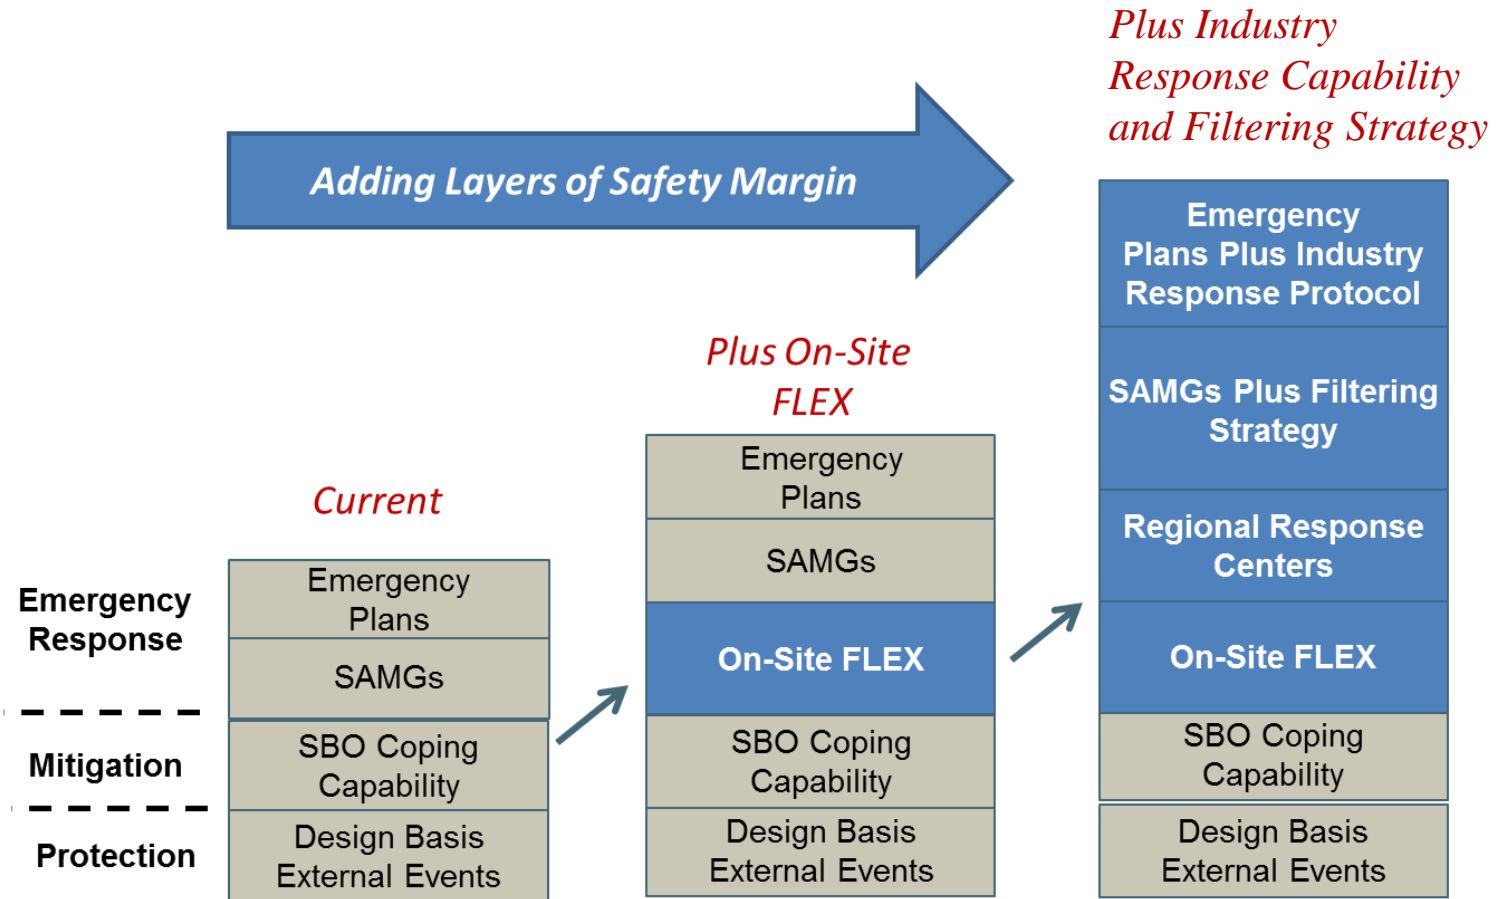 Plus Industry
Response Capability
and Filtering Strategy
Adding Layers of Safety Margin
Emergency
Plans Plus Industry
Response Protocol
SAMGs Plus Filtering
Strategy
Regional Response
Centers
On-Site FLEX
SBO Coping
Capability
Design Basis
External Events
Plus On-Site
FLEX
Emergency
Plans
SAMGs
On-Site FLEX
SBO Coping
Capability
Design Basis
External Events
Current
Emergency
Plans
SAMGs
SBO Coping
Capability
Design Basis
External Events
Emergency
Response
Mitigation
Protection